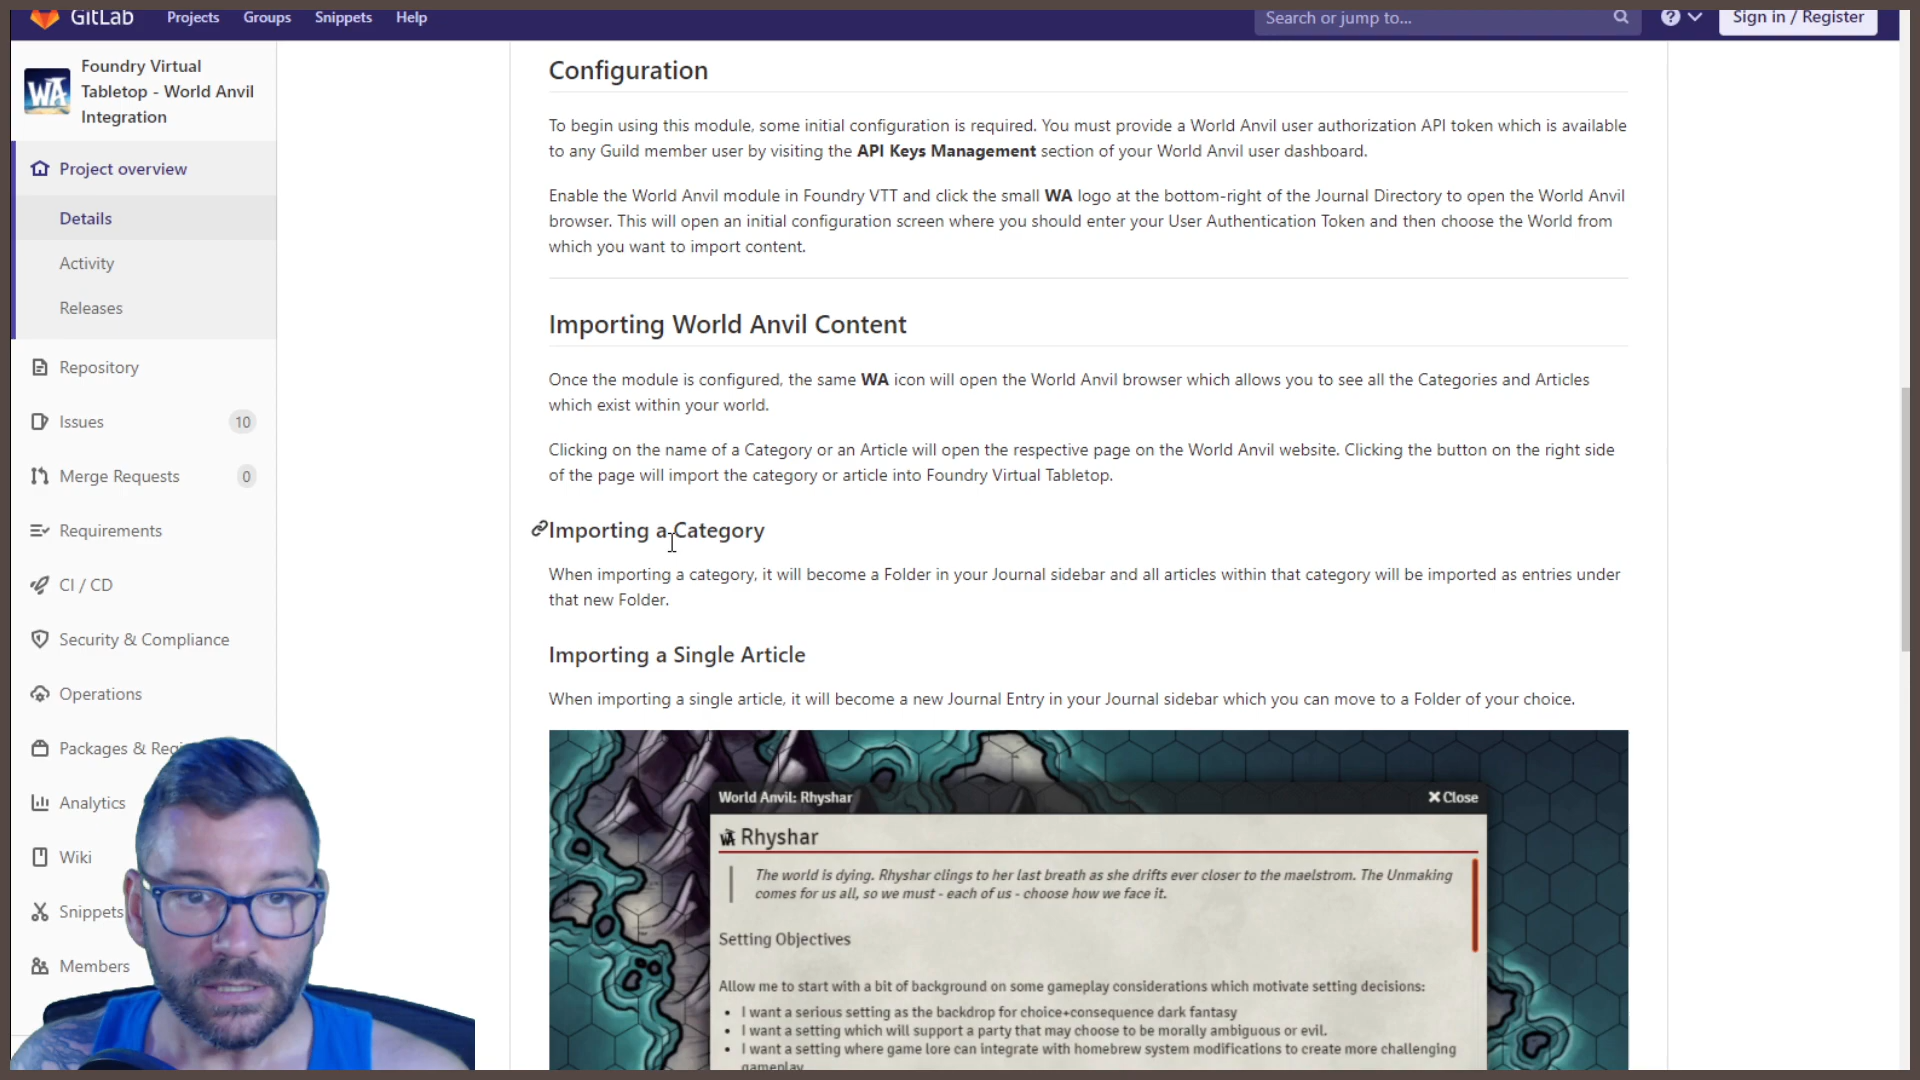 GitLab
Projects
Groups
Snippets
Help
Search or jump to...
Sign in / Register
WA
Foundry Virtual
Tabletop - World Anvil
Integration
Project overview
Details
Activity
Releases
Repository
Issues
10
Merge Requests
0
Requirements
CI / CD
Security & Compliance
Operations
Packages & Regi
Analytics
Wiki
Snippets
Members
Configuration
To begin using this module, some initial configuration is required. You must provide a World Anvil user authorization API token which is available
to any Guild member user by visiting the API Keys Management section of your World Anvil user dashboard.
Enable the World Anvil module in Foundry VTT and click the small WA logo at the bottom-right of the Journal Directory to open the World Anvil
browser. This will open an initial configuration screen where you should enter your User Authentication Token and then choose the World from
which you want to import content.
Importing World Anvil Content
Once the module is configured, the same WA icon will open the World Anvil browser which allows you to see all the Categories and Articles
which exist within your world.
Clicking on the name of a Category or an Article will open the respective page on the World Anvil website. Clicking the button on the right side
of the page will import the category or article into Foundry Virtual Tabletop.
Importing a Category
When importing a category, it will become a Folder in your Journal sidebar and all articles within that category will be imported as entries under
that new Folder.
Importing a Single Article
When importing a single article, it will become a new Journal Entry in your Journal sidebar which you can move to a Folder of your choice.
World Anvil: Rhyshar
Close
WA Rhyshar
The world is dying. Rhyshar clings to her last breath as she drifts ever closer to the maelstrom. The Unmaking
comes for us all, so we must - each of us - choose how we face it.
Setting Objectives
Allow me to start with a bit of background on some gameplay considerations which motivate setting decisions:
• I want a serious setting as the backdrop for choice+consequence dark fantasy
• I want a setting which will support a party that may choose to be morally ambiguous or evil.
• I want a setting where game lore can integrate with homebrew system modifications to create more challenging
gameplay